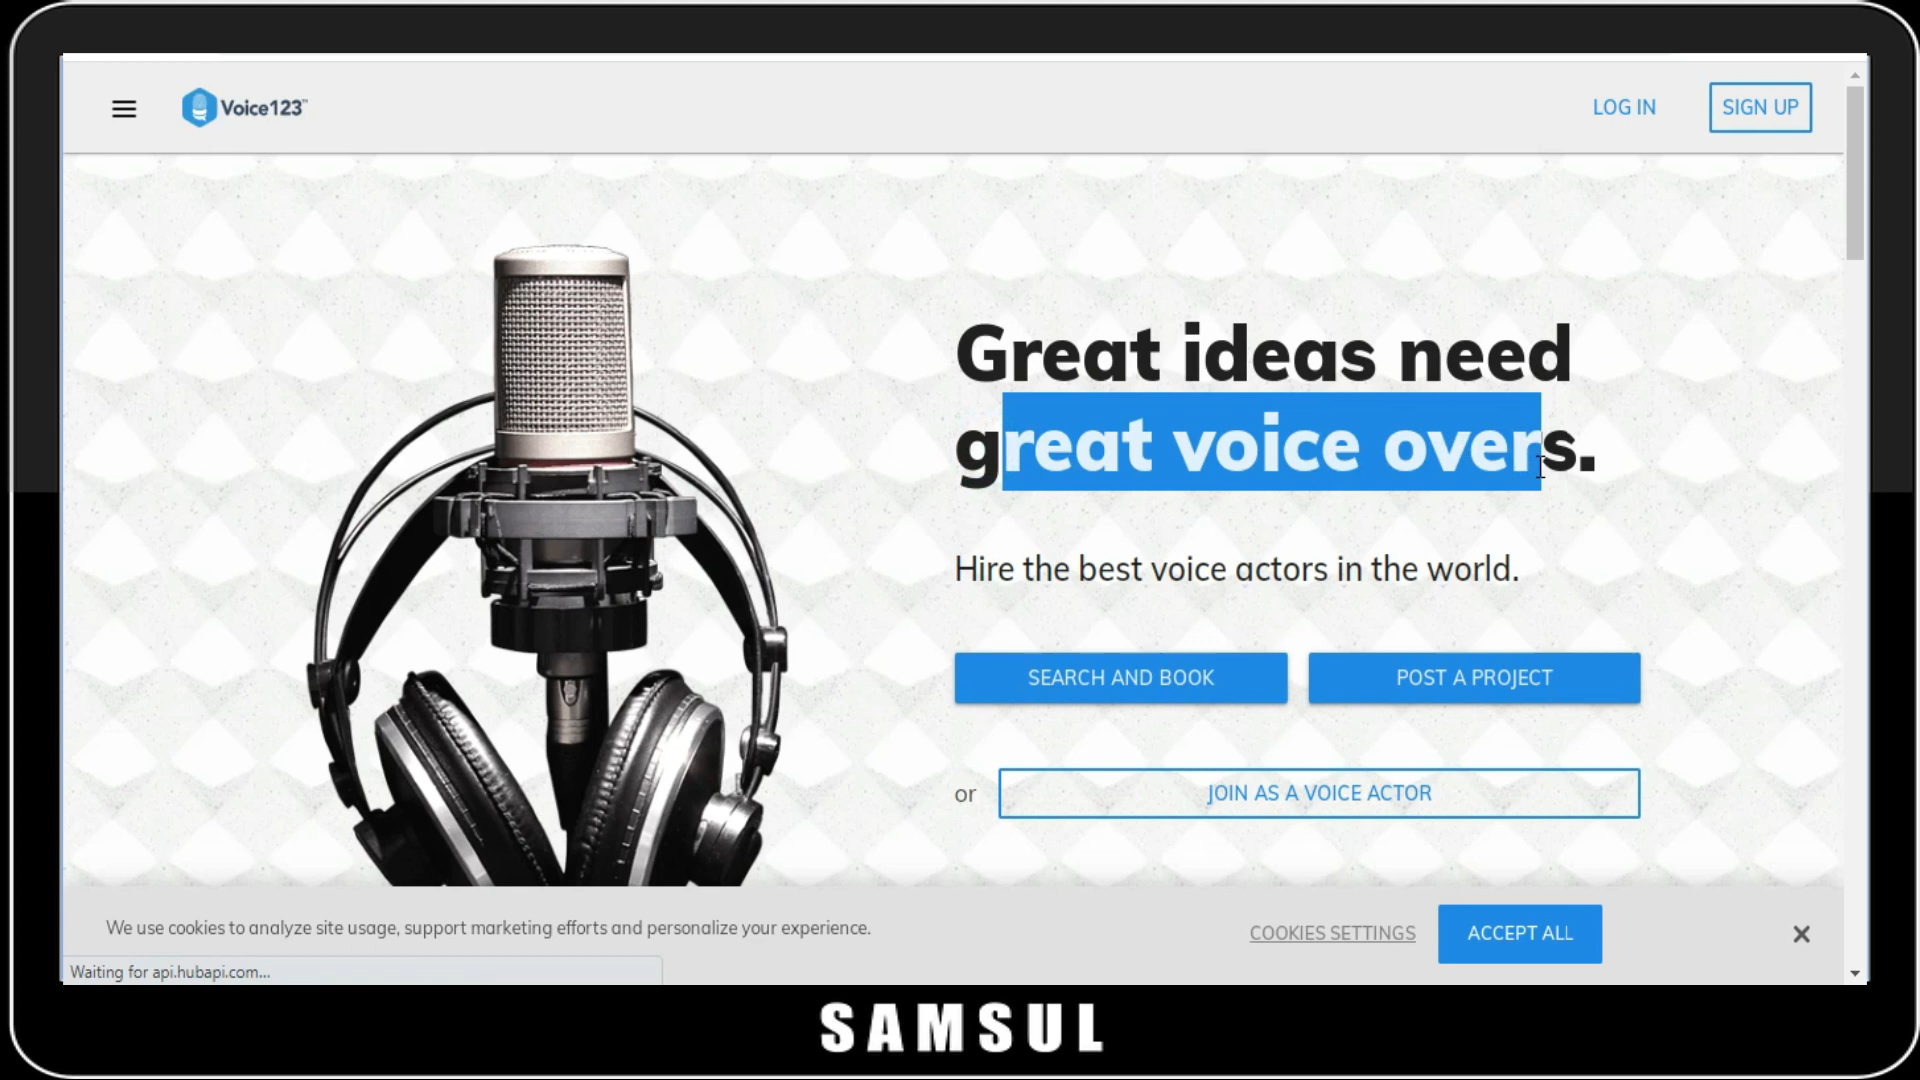 Voice123™
LOG IN
SIGN UP
Great ideas need
great voice overs.
Hire the best voice actors in the world.
SEARCH AND BOOK
POST A PROJECT
or
JOIN AS A VOICE ACTOR
We use cookies to analyze site usage, support marketing efforts and personalize your experience.
COOKIES SETTINGS
ACCEPT ALL
Waiting for api.hubapi.com...
SAMSUL